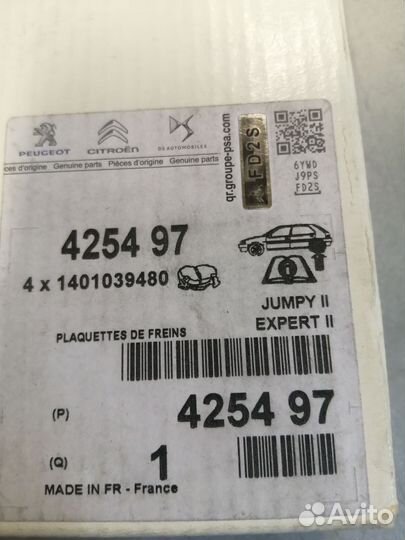 PEUGEOT CITROËN DS AUTOMOBILES
Pièces d'origine Genuine parts Pièces d'origine Genuine parts
qr.groupe-psa.com
FD2S
6YWD
J9PS
FD2S
4254 97
4 x 1401039480
JUMPY II
EXPERT II
PLAQUETTES DE FREINS
(P) 4254 97
(Q) 1
MADE IN FR - France
Avito